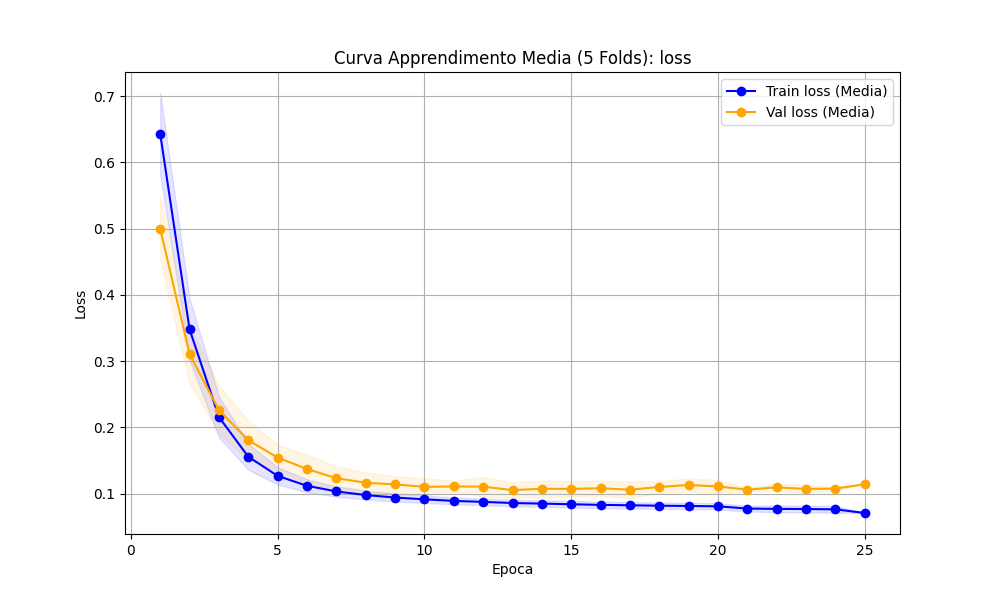 Curva Apprendimento Media (5 Folds): loss
Train loss (Media)
Val loss (Media)
Loss
0.7
0.6
0.5
0.4
0.3
0.2
0.1
0 5 10 15 20 25
Epoca